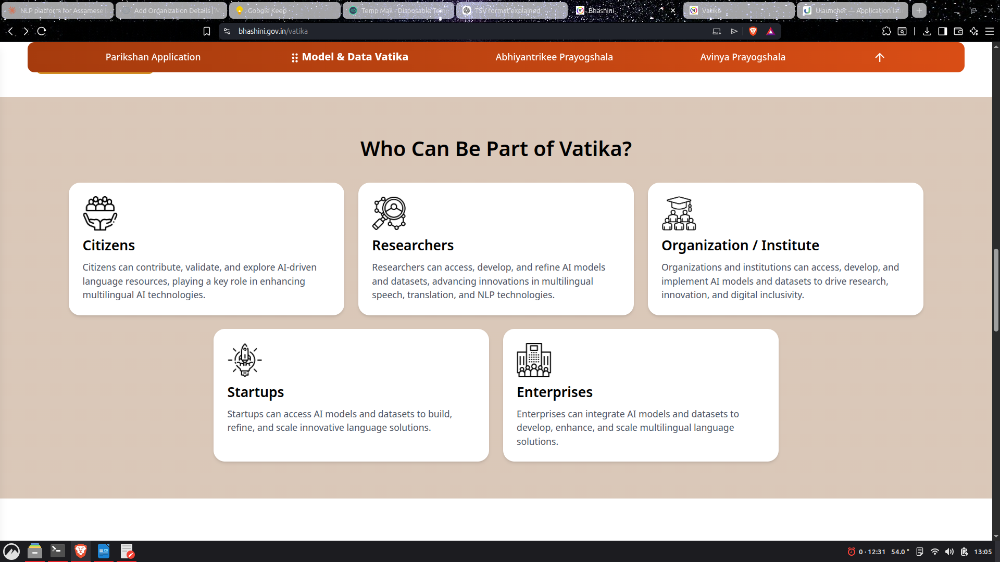 NLP platform for Assamese
Add Organization Details | M
Google Keep
Temp Mail - Disposable Te
TSV format explained
Bhashini
Vatika
Ulauncher — Application la
bhashini.gov.in/vatika
Parikshan Application
Model & Data Vatika
Abhiyantrikee Prayogshala
Avinya Prayogshala
Who Can Be Part of Vatika?
Citizens
Citizens can contribute, validate, and explore AI-driven
language resources, playing a key role in enhancing
multilingual AI technologies.
Researchers
Researchers can access, develop, and refine AI models
and datasets, advancing innovations in multilingual
speech, translation, and NLP technologies.
Organization / Institute
Organizations and institutions can access, develop, and
implement AI models and datasets to drive research,
innovation, and digital inclusivity.
Startups
Startups can access AI models and datasets to build,
refine, and scale innovative language solutions.
Enterprises
Enterprises can integrate AI models and datasets to
develop, enhance, and scale multilingual language
solutions.
0 · 12:31
54.0 °
13:05